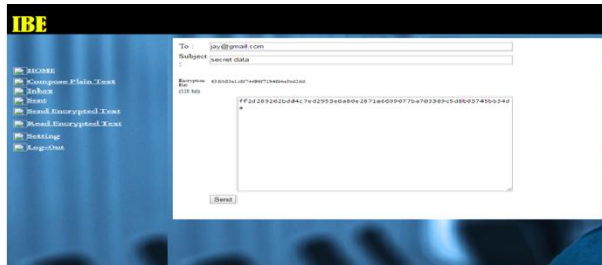 IBE
HOME
Compose Plain Text
Inbox
Sent
Send Encrypted Text
Read Encrypted Text
Setting
Log-Out
To : jay@gmail.com
Subject : secret data
Encryption Key
(128 bit)
Send